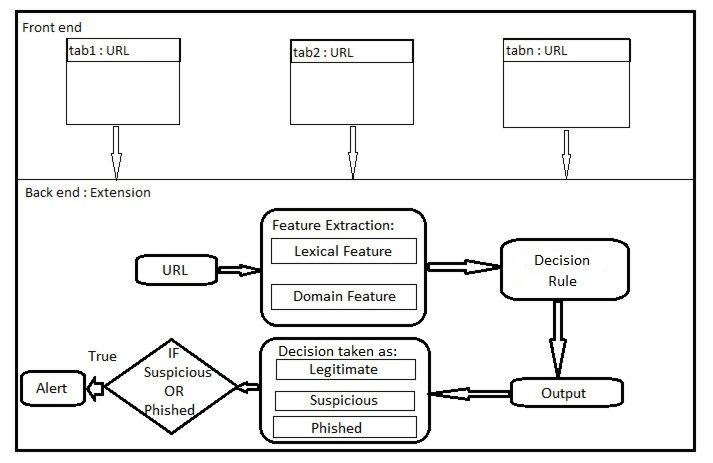 Front end
tab1 : URL
tab2 : URL
tabn : URL
Back end : Extension
URL
Feature Extraction:
Lexical Feature
Domain Feature
Decision
Rule
Output
Decision taken as:
Legitimate
Suspicious
Phished
IF
Suspicious
OR
Phished
True
Alert